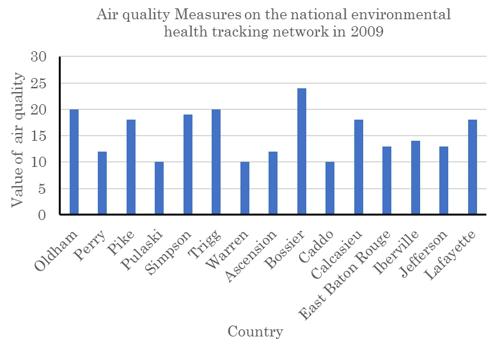 Air quality Measures on the national environmental
health tracking network in 2009
Value of air quality
30
25
20
15
10
5
0
Oldham
Perry
Pike
Pulaski
Simpson
Trigg
Warren
Ascension
Bossier
Caddo
Calcasieu
East Baton Rouge
Iberville
Jefferson
Lafayette
Country